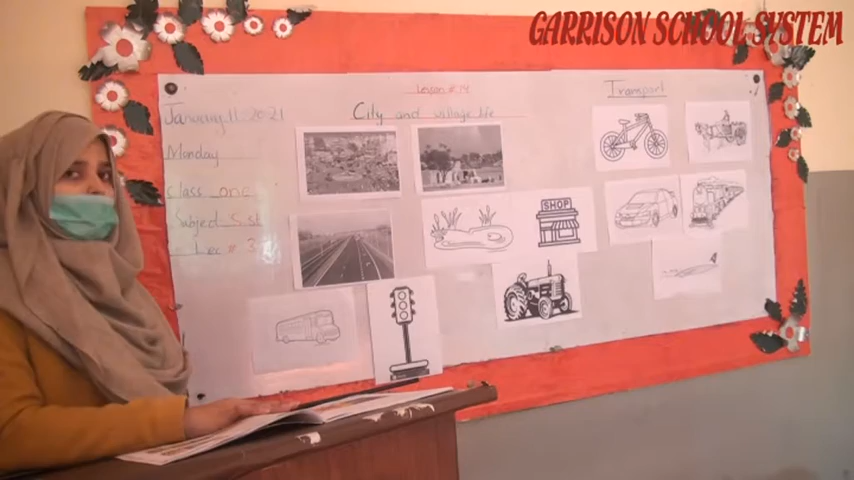 GARRISON SCHOOL SYSTEM
Lesson # 14
January 11, 2021
City and village life
Transport
Monday
Class one
Subject S.st
Lec # 3
SHOP